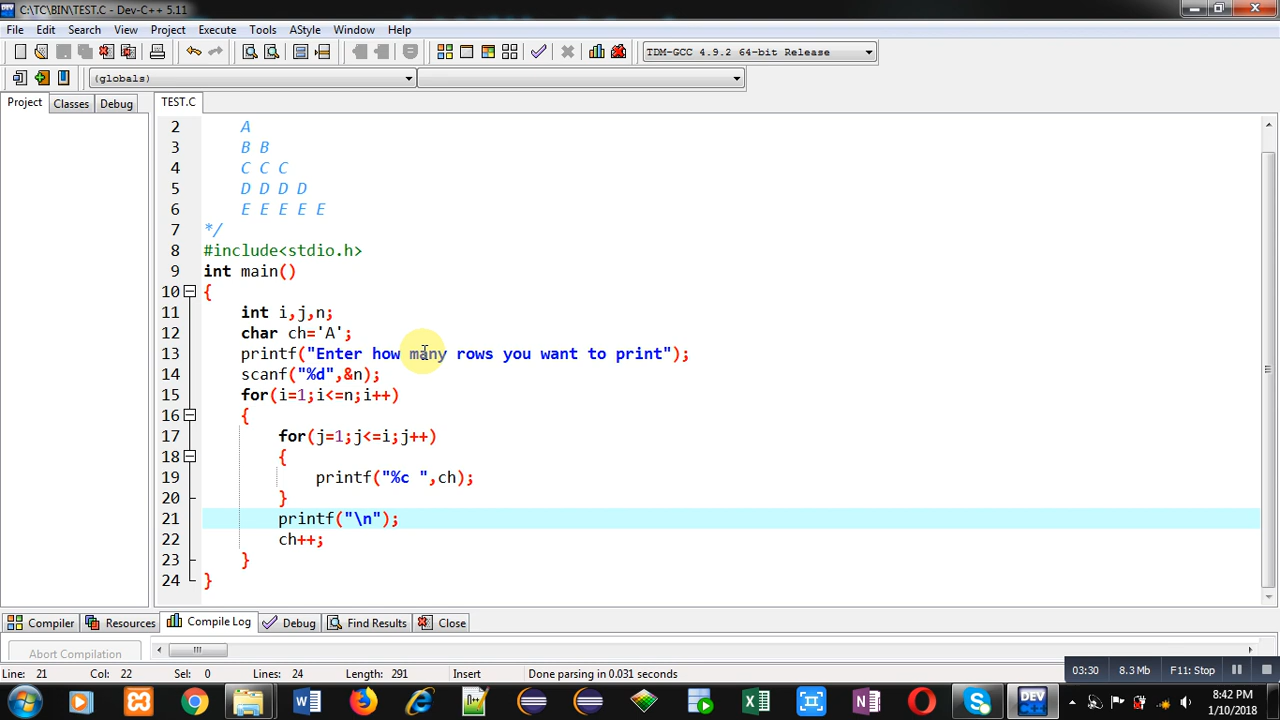 C:\TC\BIN\TEST.C - Dev-C++ 5.11
File Edit Search View Project Execute Tools AStyle Window Help
TDM-GCC 4.9.2 64-bit Release
(globals)
Project Classes Debug TEST.C
2 A
3 B B
4 C C C
5 D D D D
6 E E E E E
7 */
8 #include<stdio.h>
9 int main()
10 {
11 int i,j,n;
12 char ch='A';
13 printf("Enter how many rows you want to print");
14 scanf("%d",&n);
15 for(i=1;i<=n;i++)
16 {
17 for(j=1;j<=i;j++)
18 {
19 printf("%c ",ch);
20 }
21 printf("\n");
22 ch++;
23 }
24 }
Compiler Resources Compile Log Debug Find Results Close
Abort Compilation
Line: 21 Col: 22 Sel: 0 Lines: 24 Length: 291 Insert Done parsing in 0.031 seconds
03:30 8.3 Mb F11: Stop
DEV
8:42 PM
1/10/2018